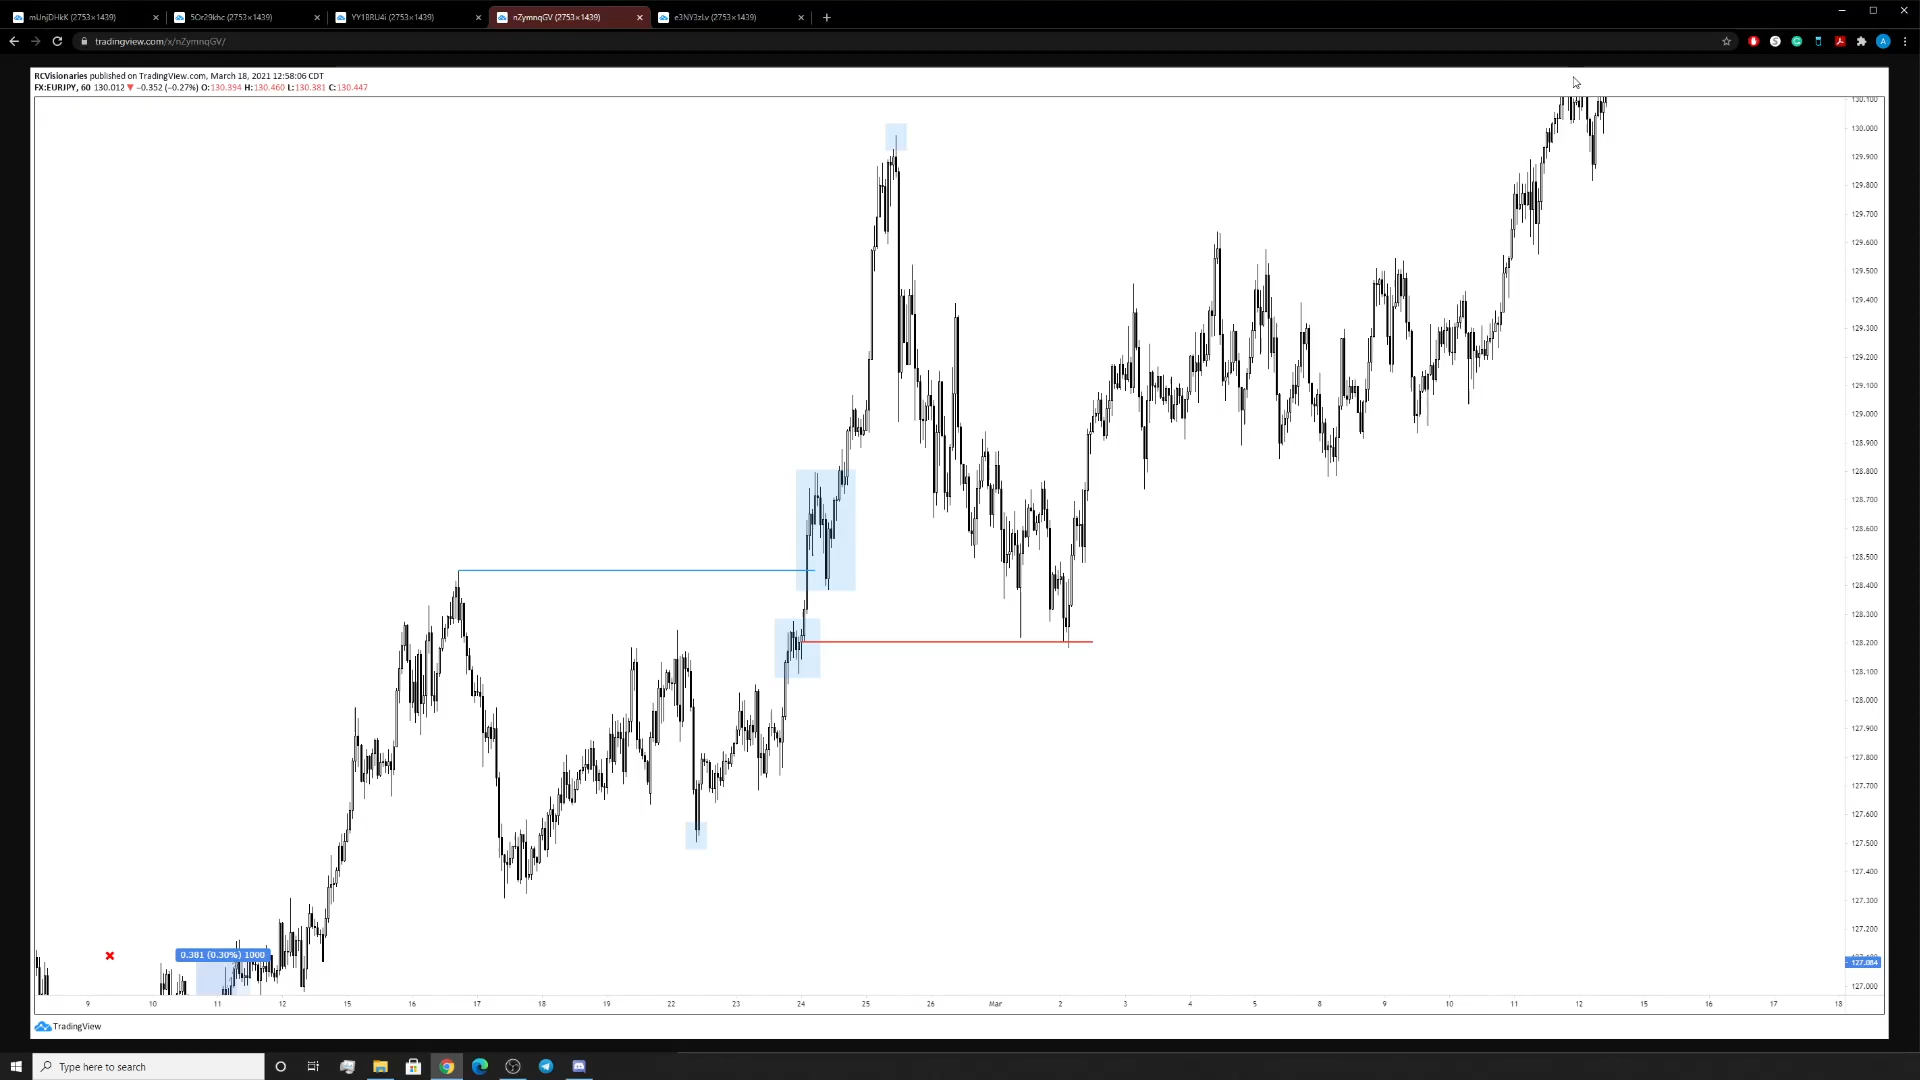 mUnjDHkK (2753×1439)
5Or29khc (2753×1439)
YY1BRU4i (2753×1439)
nZymnqGV (2753×1439)
e3NY3zLv (2753×1439)
tradingview.com/x/nZymnqGV/
RCVisionaries published on TradingView.com, March 18, 2021 12:58:06 CDT
FX:EURJPY, 60 130.012 ▼ −0.352 (−0.27%) O:130.394 H:130.460 L:130.381 C:130.447
130.100
130.000
129.900
129.800
129.700
129.600
129.500
129.400
129.300
129.200
129.100
129.000
128.900
128.800
128.700
128.600
128.500
128.400
128.300
128.200
128.100
128.000
127.900
127.800
127.700
127.600
127.500
127.400
127.300
127.200
127.084
127.000
0.381 (0.30%) 1000
9 10 11 12 15 16 17 18 19 22 23 24 25 26 Mar 2 3 4 5 8 9 10 11 12 15 16 17 18
TradingView
Type here to search